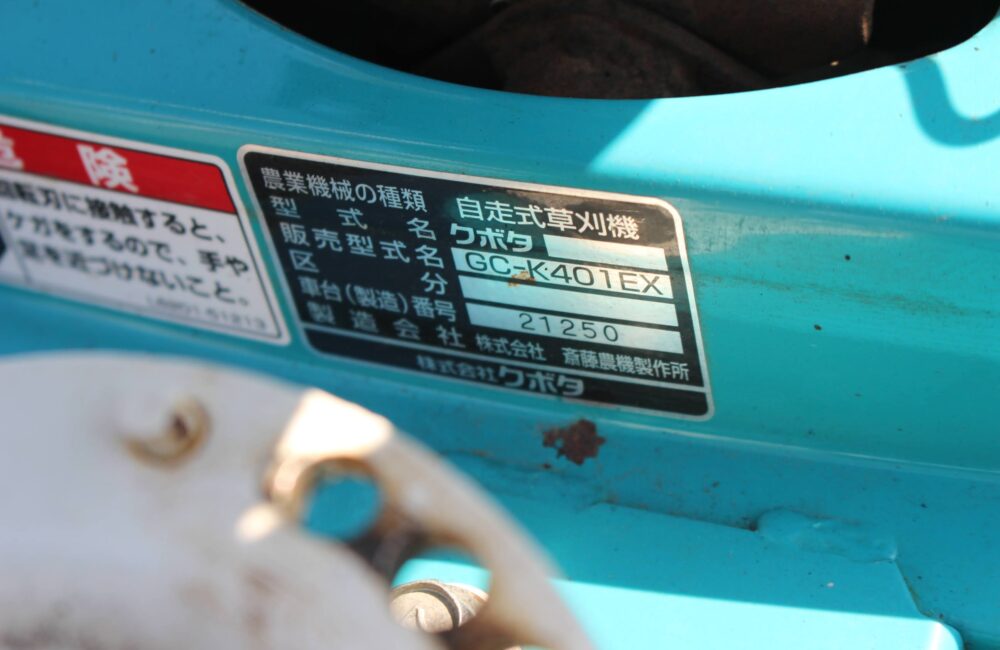 険
回転刃に接触すると、
ケガをするので、手や
足を近づけないこと。
農業機械の種類 自走式草刈機
型式名 クボタ
販売型式名 GC-K・401EX
区分
車台(製造)番号 21250
製造会社 株式会社 斎藤農機製作所
株式会社クボタ